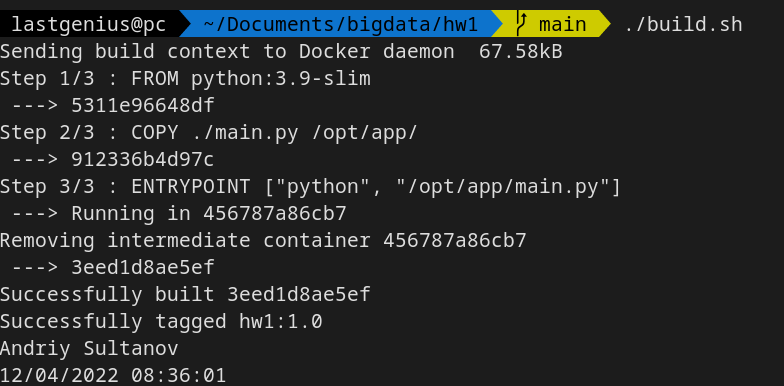 lastgenius@pc ~/Documents/bigdata/hw1 main ./build.sh
Sending build context to Docker daemon  67.58kB
Step 1/3 : FROM python:3.9-slim
 ---> 5311e96648df
Step 2/3 : COPY ./main.py /opt/app/
 ---> 912336b4d97c
Step 3/3 : ENTRYPOINT ["python", "/opt/app/main.py"]
 ---> Running in 456787a86cb7
Removing intermediate container 456787a86cb7
 ---> 3eed1d8ae5ef
Successfully built 3eed1d8ae5ef
Successfully tagged hw1:1.0
Andriy Sultanov
12/04/2022 08:36:01